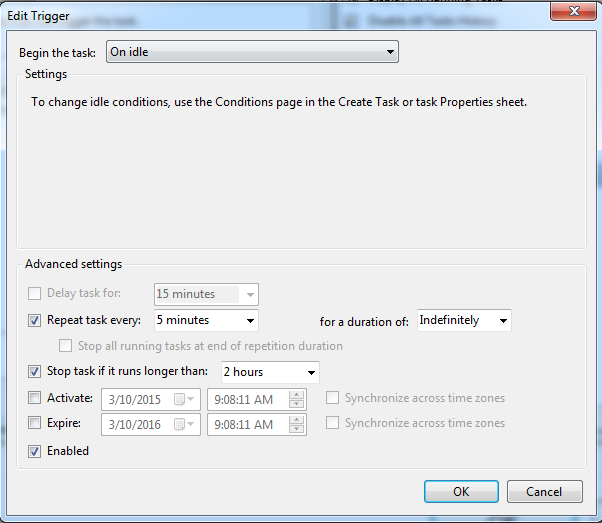 Edit Trigger
Disable All Tasks History
Begin the task: On idle
Settings
To change idle conditions, use the Conditions page in the Create Task or task Properties sheet.
Advanced settings
Delay task for: 15 minutes
Repeat task every: 5 minutes for a duration of: Indefinitely
Stop all running tasks at end of repetition duration
Stop task if it runs longer than: 2 hours
Activate: 3/10/2015 9:08:11 AM Synchronize across time zones
Expire: 3/10/2016 9:08:11 AM Synchronize across time zones
Enabled
OK Cancel